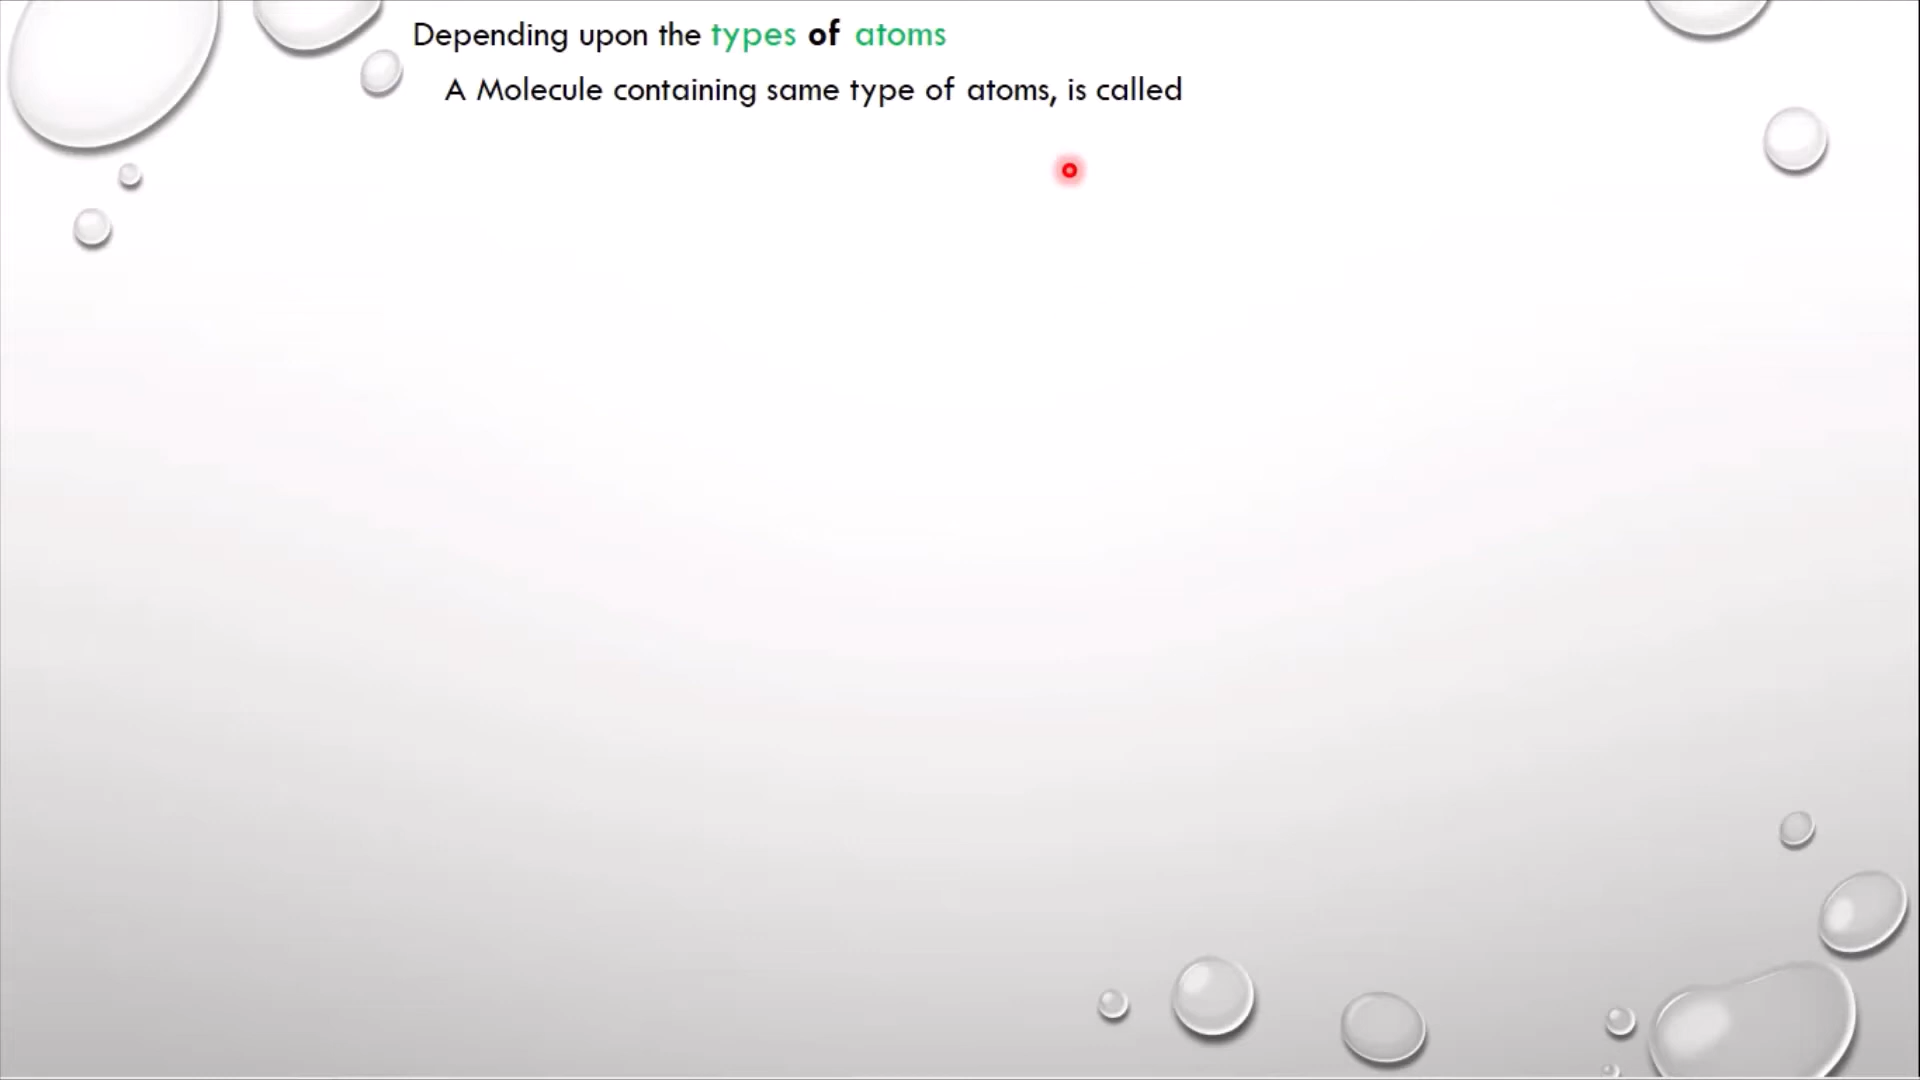 Depending upon the types of atoms
A Molecule containing same type of atoms, is called